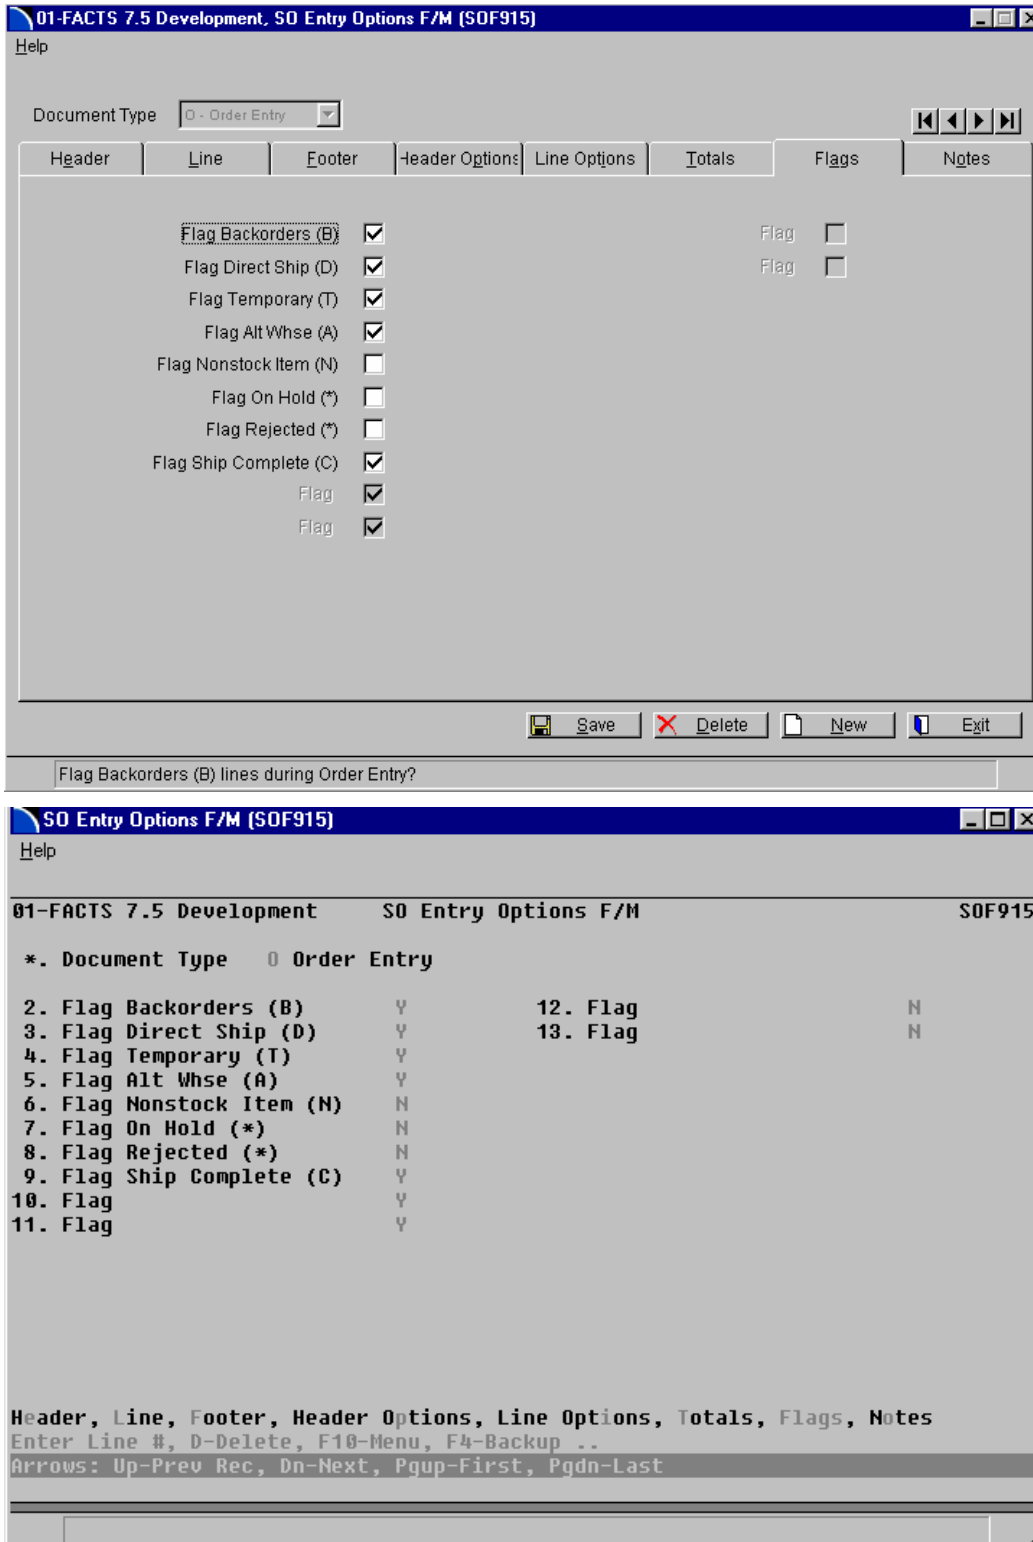 01-FACTS 7.5 Development, SO Entry Options F/M (SOF915)
Help
Document Type O - Order Entry
Header Line Footer Header Options Line Options Totals Flags Notes
Flag Backorders (B) Flag
Flag Direct Ship (D) Flag
Flag Temporary (T)
Flag Alt Whse (A)
Flag Nonstock Item (N)
Flag On Hold (*)
Flag Rejected (*)
Flag Ship Complete (C)
Flag
Flag
Save Delete New Exit
Flag Backorders (B) lines during Order Entry?
SO Entry Options F/M (SOF915)
Help
01-FACTS 7.5 Development SO Entry Options F/M SOF915
*. Document Type O Order Entry
2. Flag Backorders (B) Y 12. Flag N
3. Flag Direct Ship (D) Y 13. Flag N
4. Flag Temporary (T) Y
5. Flag Alt Whse (A) Y
6. Flag Nonstock Item (N) N
7. Flag On Hold (*) N
8. Flag Rejected (*) N
9. Flag Ship Complete (C) Y
10. Flag Y
11. Flag Y
Header, Line, Footer, Header Options, Line Options, Totals, Flags, Notes
Enter Line #, D-Delete, F10-Menu, F4-Backup ..
Arrows: Up-Prev Rec, Dn-Next, Pgup-First, Pgdn-Last